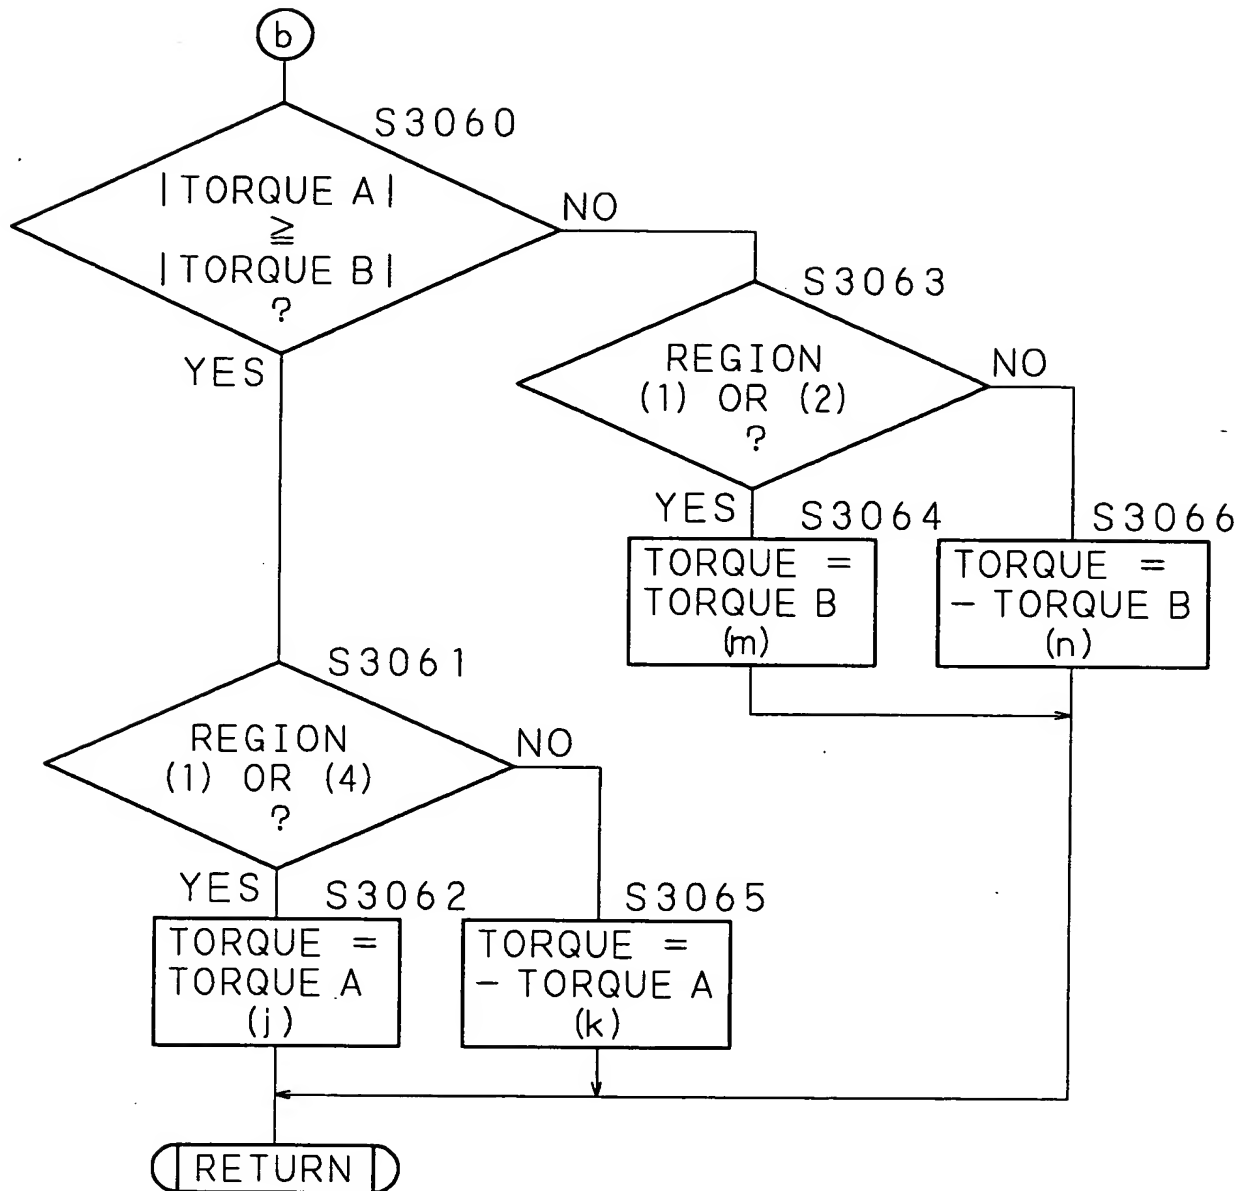 b
S3060
|TORQUE A|
≧
|TORQUE B|
?
NO
YES
S3063
REGION
(1) OR (2)
?
NO
YES
S3064
TORQUE =
TORQUE B
(m)
S3066
TORQUE =
- TORQUE B
(n)
S3061
REGION
(1) OR (4)
?
NO
YES
S3062
TORQUE =
TORQUE A
(j)
S3065
TORQUE =
- TORQUE A
(k)
RETURN